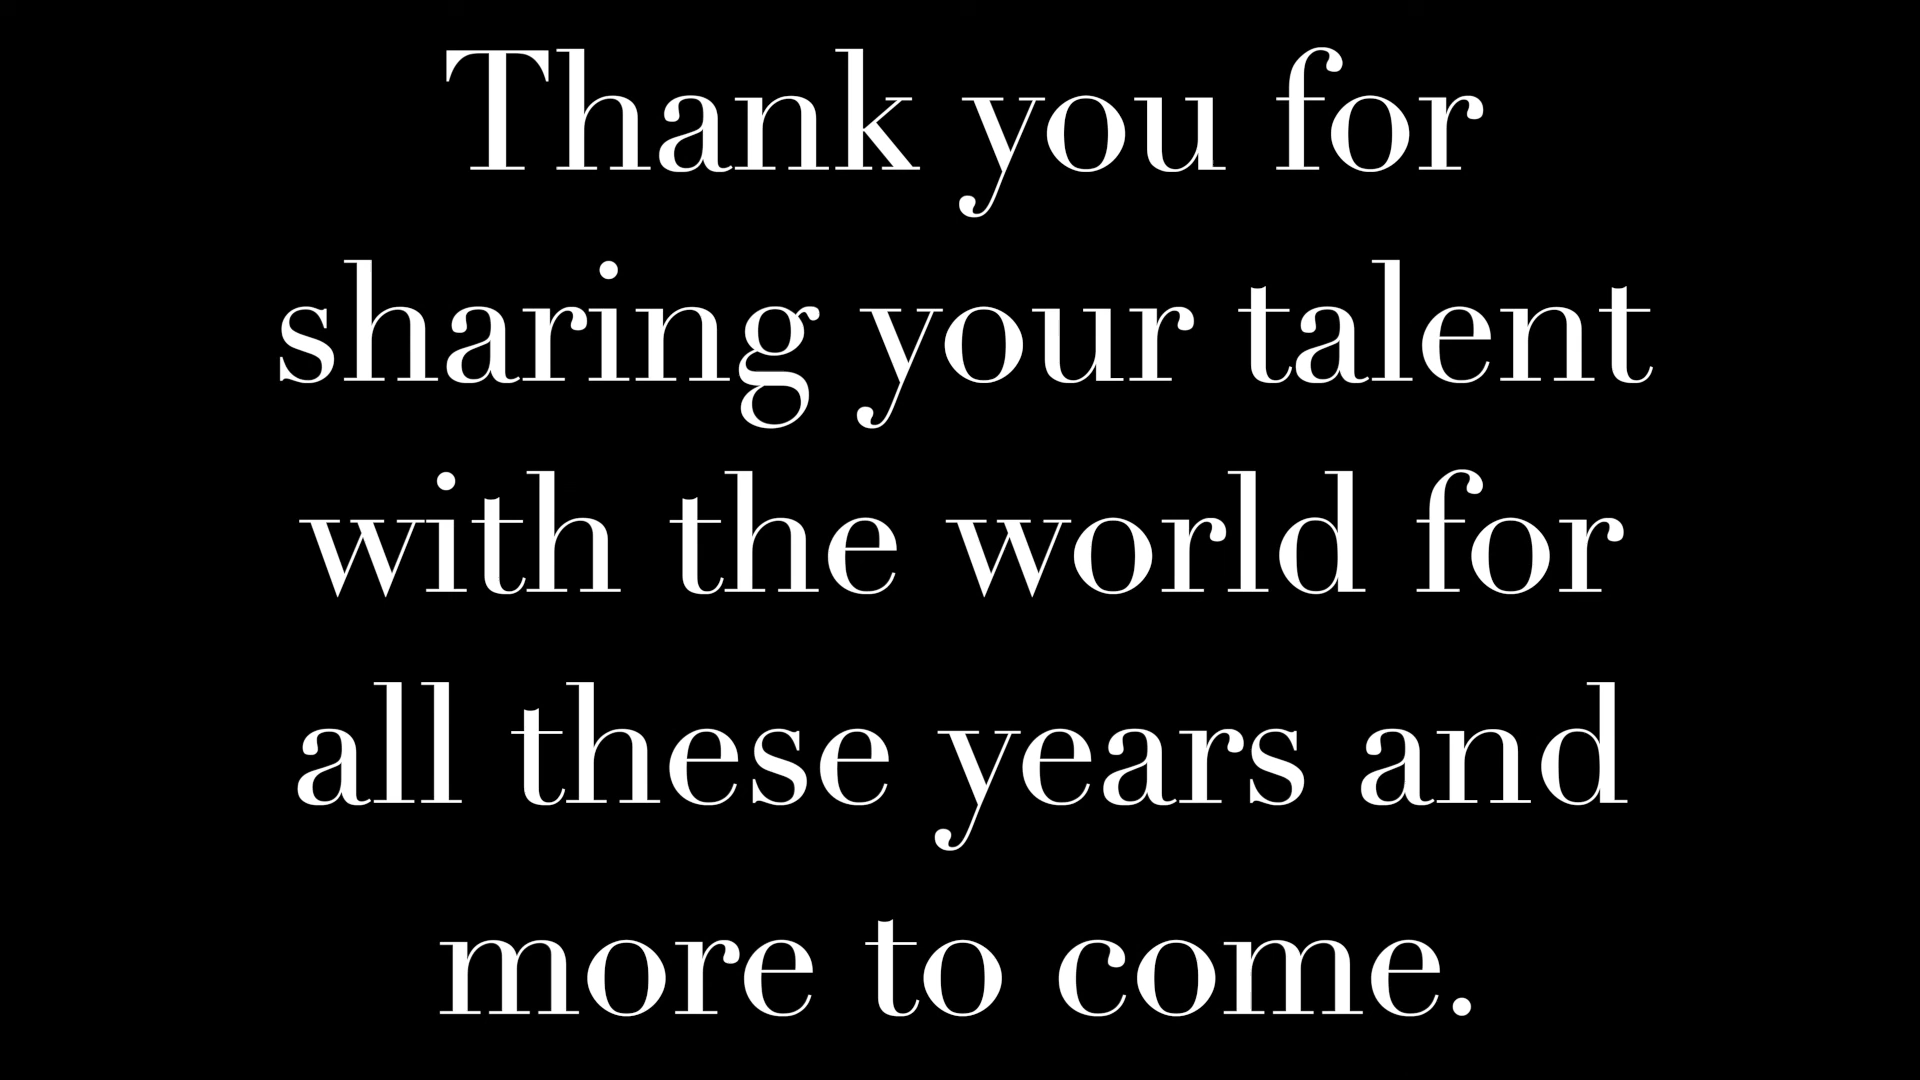 Thank you for
sharing your talent
with the world for
all these years and
more to come.